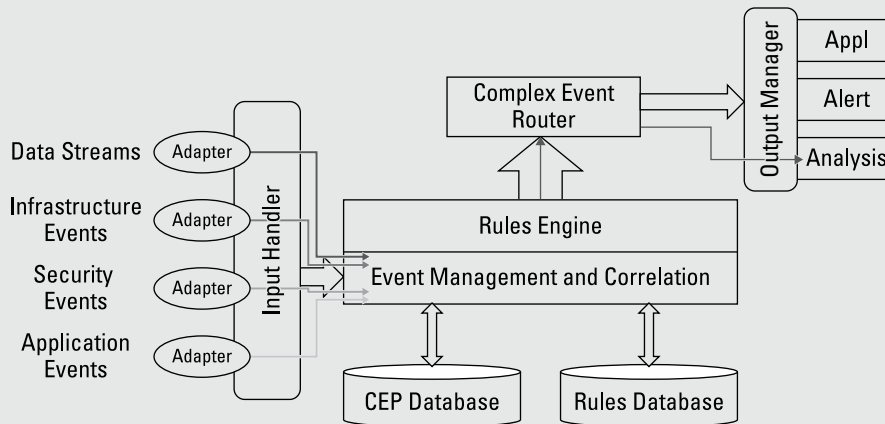 Data Streams
Adapter
Infrastructure
Events
Adapter
Security
Events
Adapter
Application
Events
Adapter
Input Handler
Complex Event
Router
Rules Engine
Event Management and Correlation
CEP Database
Rules Database
Output Manager
Appl
Alert
Analysis